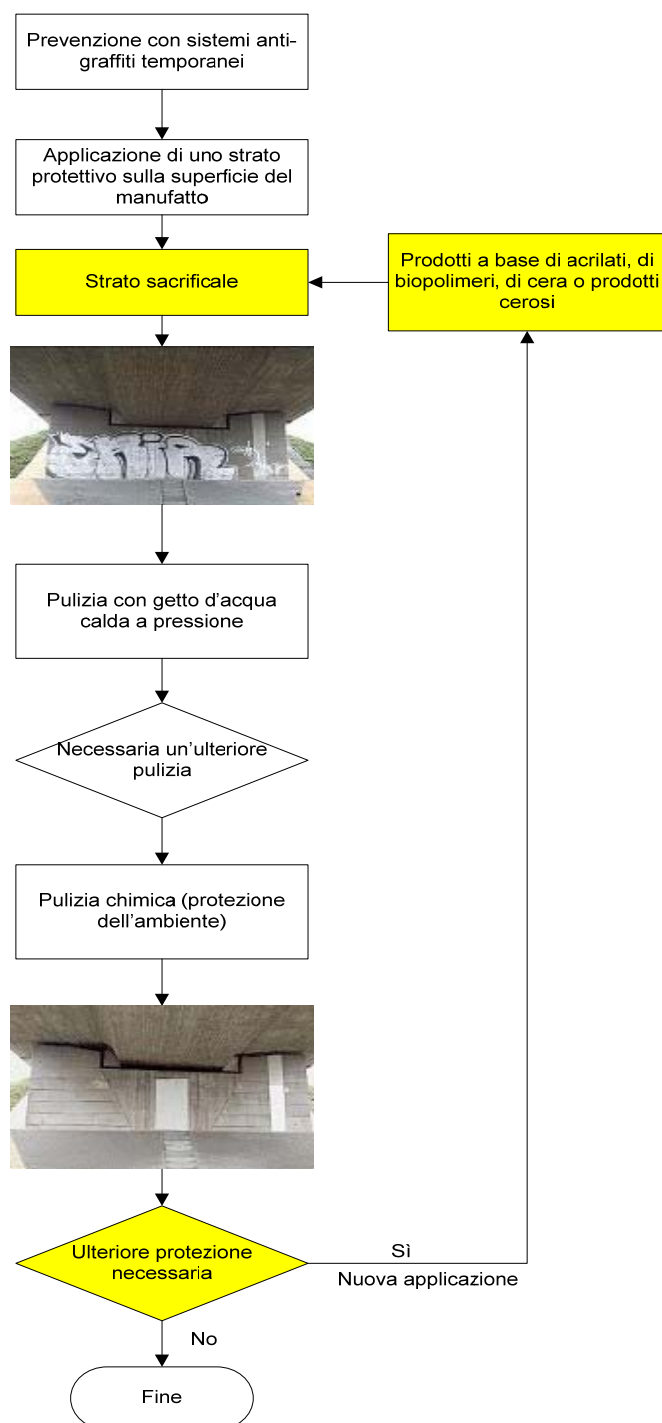 Prevenzione con sistemi anti-
graffiti temporanei
Applicazione di uno strato
protettivo sulla superficie del
manufatto
Strato sacrificale
Prodotti a base di acrilati, di
biopolimeri, di cera o prodotti
cerosi
Pulizia con getto d'acqua
calda a pressione
Necessaria un'ulteriore
pulizia
Pulizia chimica (protezione
dell'ambiente)
Ulteriore protezione
necessaria
Sì
Nuova applicazione
No
Fine